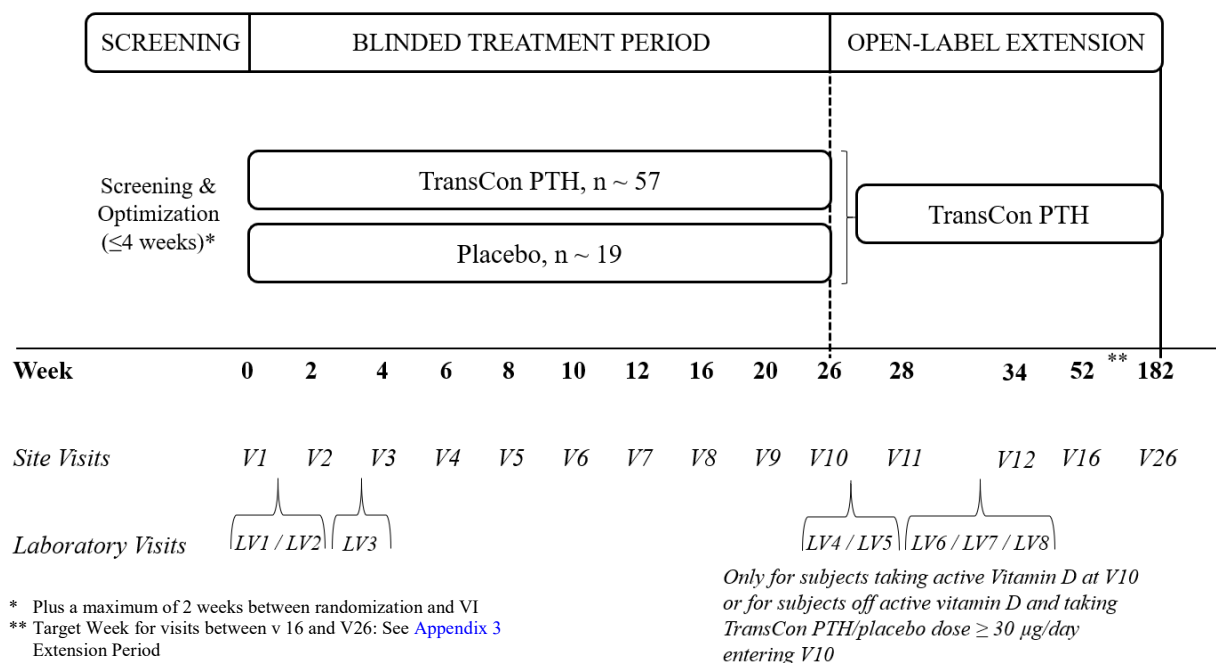 SCREENING BLINDED TREATMENT PERIOD OPEN-LABEL EXTENSION
Screening &
Optimization
(≤4 weeks)*
TransCon PTH, n ~ 57
Placebo, n ~ 19
TransCon PTH
Week 0 2 4 6 8 10 12 16 20 26 28 34 52 ** 182
Site Visits V1 V2 V3 V4 V5 V6 V7 V8 V9 V10 V11 V12 V16 V26
Laboratory Visits LV1 / LV2 LV3 LV4 / LV5 LV6 / LV7 / LV8
Only for subjects taking active Vitamin D at V10
or for subjects off active vitamin D and taking
TransCon PTH/placebo dose ≥ 30 μg/day
entering V10
* Plus a maximum of 2 weeks between randomization and VI
** Target Week for visits between v 16 and V26: See Appendix 3
Extension Period